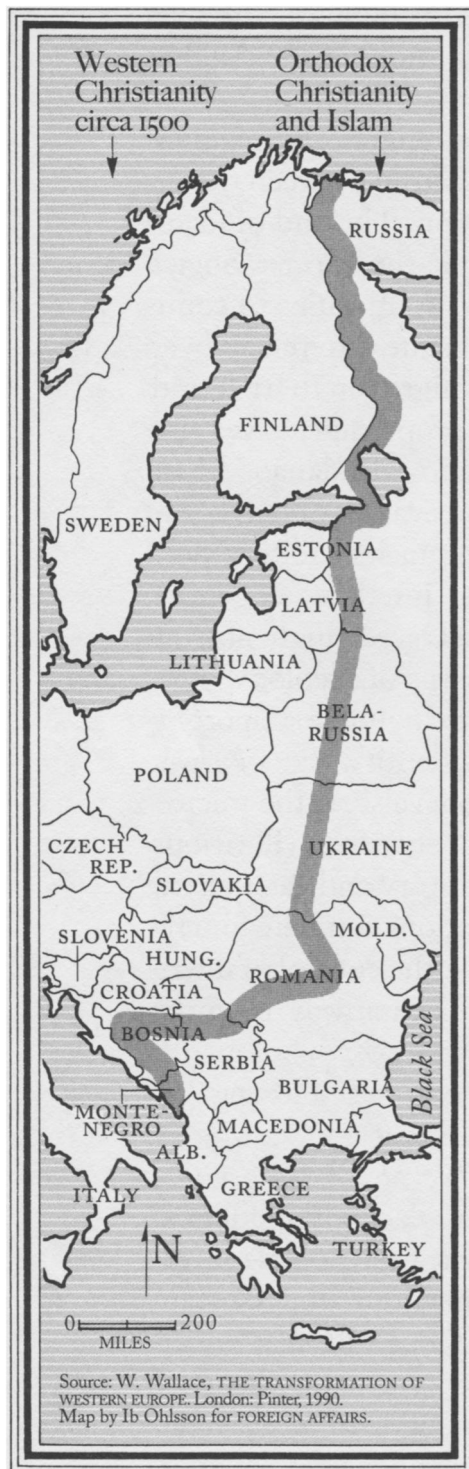 Western
Christianity
circa 1500
Orthodox
Christianity
and Islam
RUSSIA
FINLAND
SWEDEN
ESTONIA
LATVIA
LITHUANIA
BELA-
RUSSIA
POLAND
CZECH
REP.
UKRAINE
SLOVAKIA
SLOVENIA
HUNG.
MOLD.
ROMANIA
CROATIA
BOSNIA
SERBIA
Black Sea
BULGARIA
MONTE-
NEGRO
MACEDONIA
ALB.
ITALY
GREECE
TURKEY
N
0 200
MILES
Source: W. Wallace, THE TRANSFORMATION OF
WESTERN EUROPE. London: Pinter, 1990.
Map by Ib Ohlsson for FOREIGN AFFAIRS.